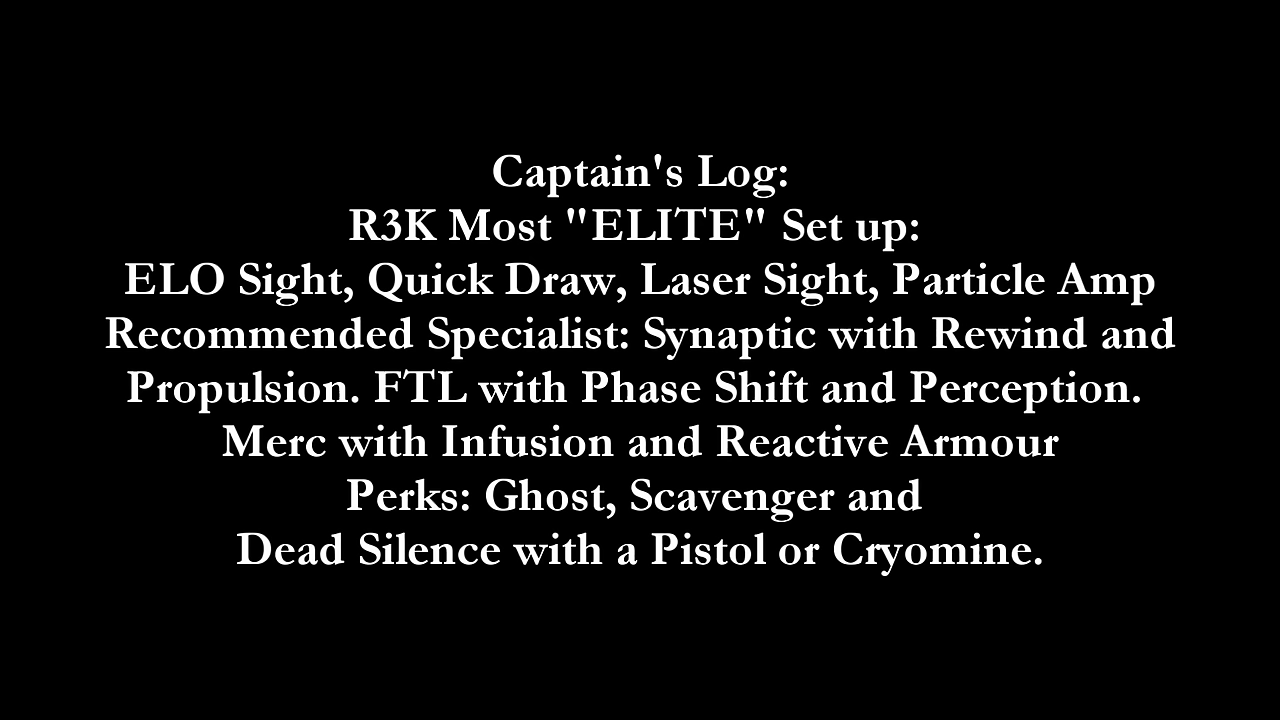 Captain's Log:
R3K Most "ELITE" Set up:
ELO Sight, Quick Draw, Laser Sight, Particle Amp
Recommended Specialist: Synaptic with Rewind and
Propulsion. FTL with Phase Shift and Perception.
Merc with Infusion and Reactive Armour
Perks: Ghost, Scavenger and
Dead Silence with a Pistol or Cryomine.